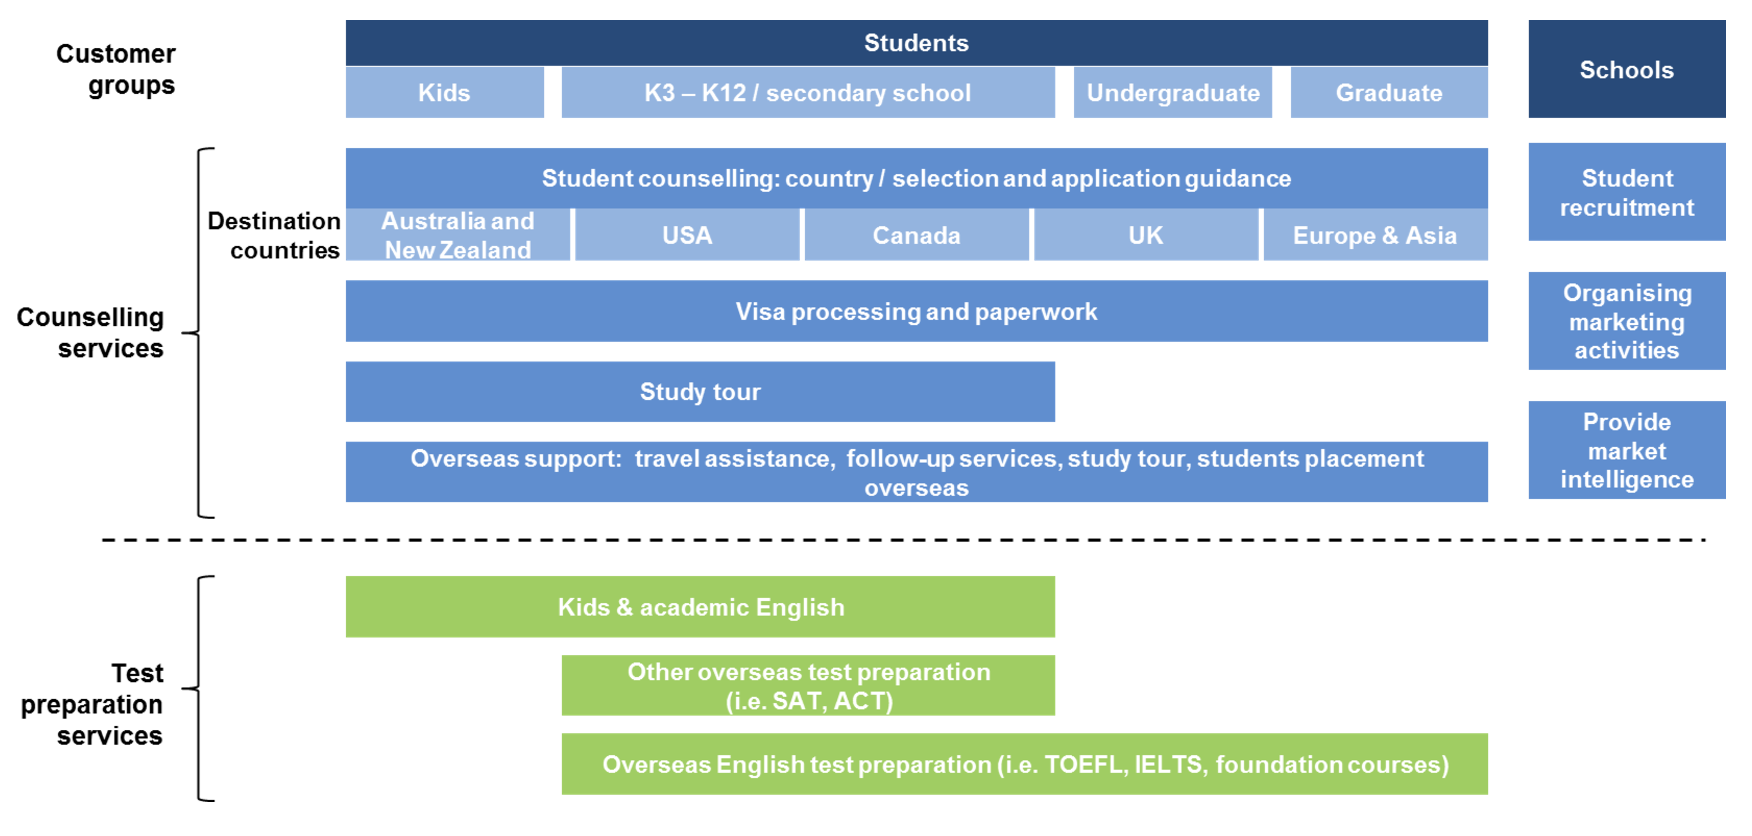 Customer
groups
Students
Schools
Kids
K3 – K12 / secondary school
Undergraduate
Graduate
Counselling
services
Student counselling: country / selection and application guidance
Destination
countries
Australia and
New Zealand
USA
Canada
UK
Europe & Asia
Visa processing and paperwork
Study tour
Overseas support: travel assistance, follow-up services, study tour, students placement
overseas
Student
recruitment
Organising
marketing
activities
Provide
market
intelligence
Test
preparation
services
Kids & academic English
Other overseas test preparation
(i.e. SAT, ACT)
Overseas English test preparation (i.e. TOEFL, IELTS, foundation courses)